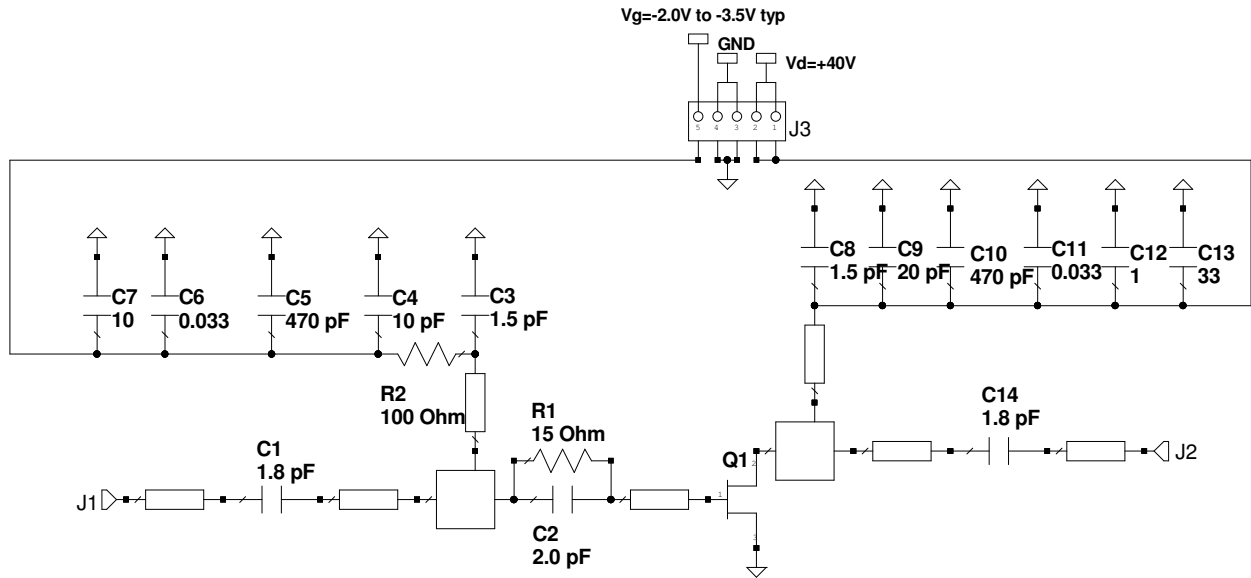 Vg=-2.0V to -3.5V typ
GND
Vd=+40V
5 4 3 2 1
J3
C7
10
C6
0.033
C5
470 pF
C4
10 pF
C3
1.5 pF
C8
1.5 pF
C9
20 pF
C10
470 pF
C11
0.033
C12
1
C13
33
R2
100 Ohm
R1
15 Ohm
C14
1.8 pF
C1
1.8 pF
Q1
2
J2
J1
1
C2
2.0 pF
3